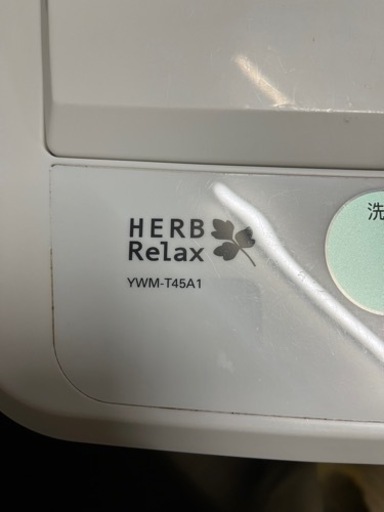 HERB
Relax
YWM-T45A1
洗